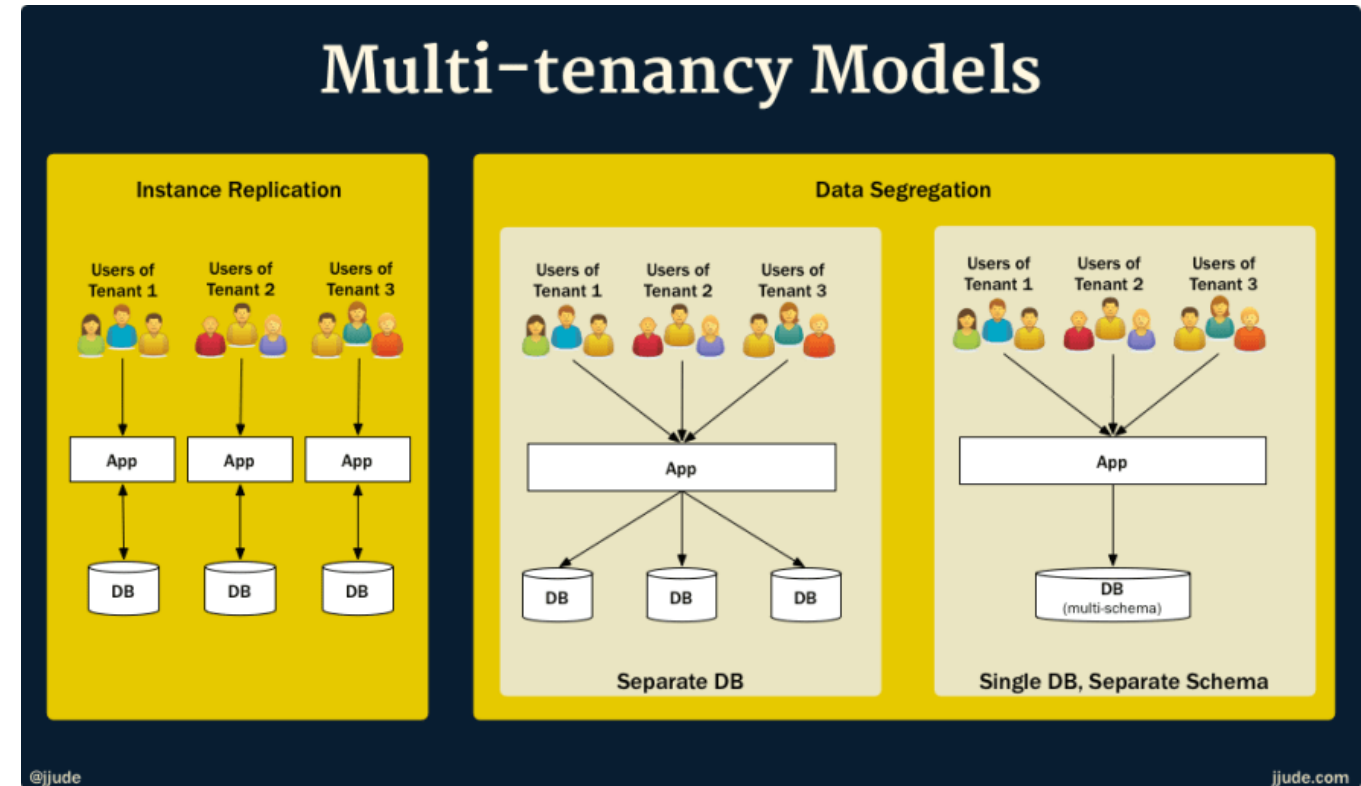 Multi-tenancy Models
Instance Replication
Users of
Tenant 1
Users of
Tenant 2
Users of
Tenant 3
App
App
App
DB
DB
DB
Data Segregation
Users of
Tenant 1
Users of
Tenant 2
Users of
Tenant 3
App
DB
DB
DB
Separate DB
Users of
Tenant 1
Users of
Tenant 2
Users of
Tenant 3
App
DB
(multi-schema)
Single DB, Separate Schema
@jjude
jjude.com